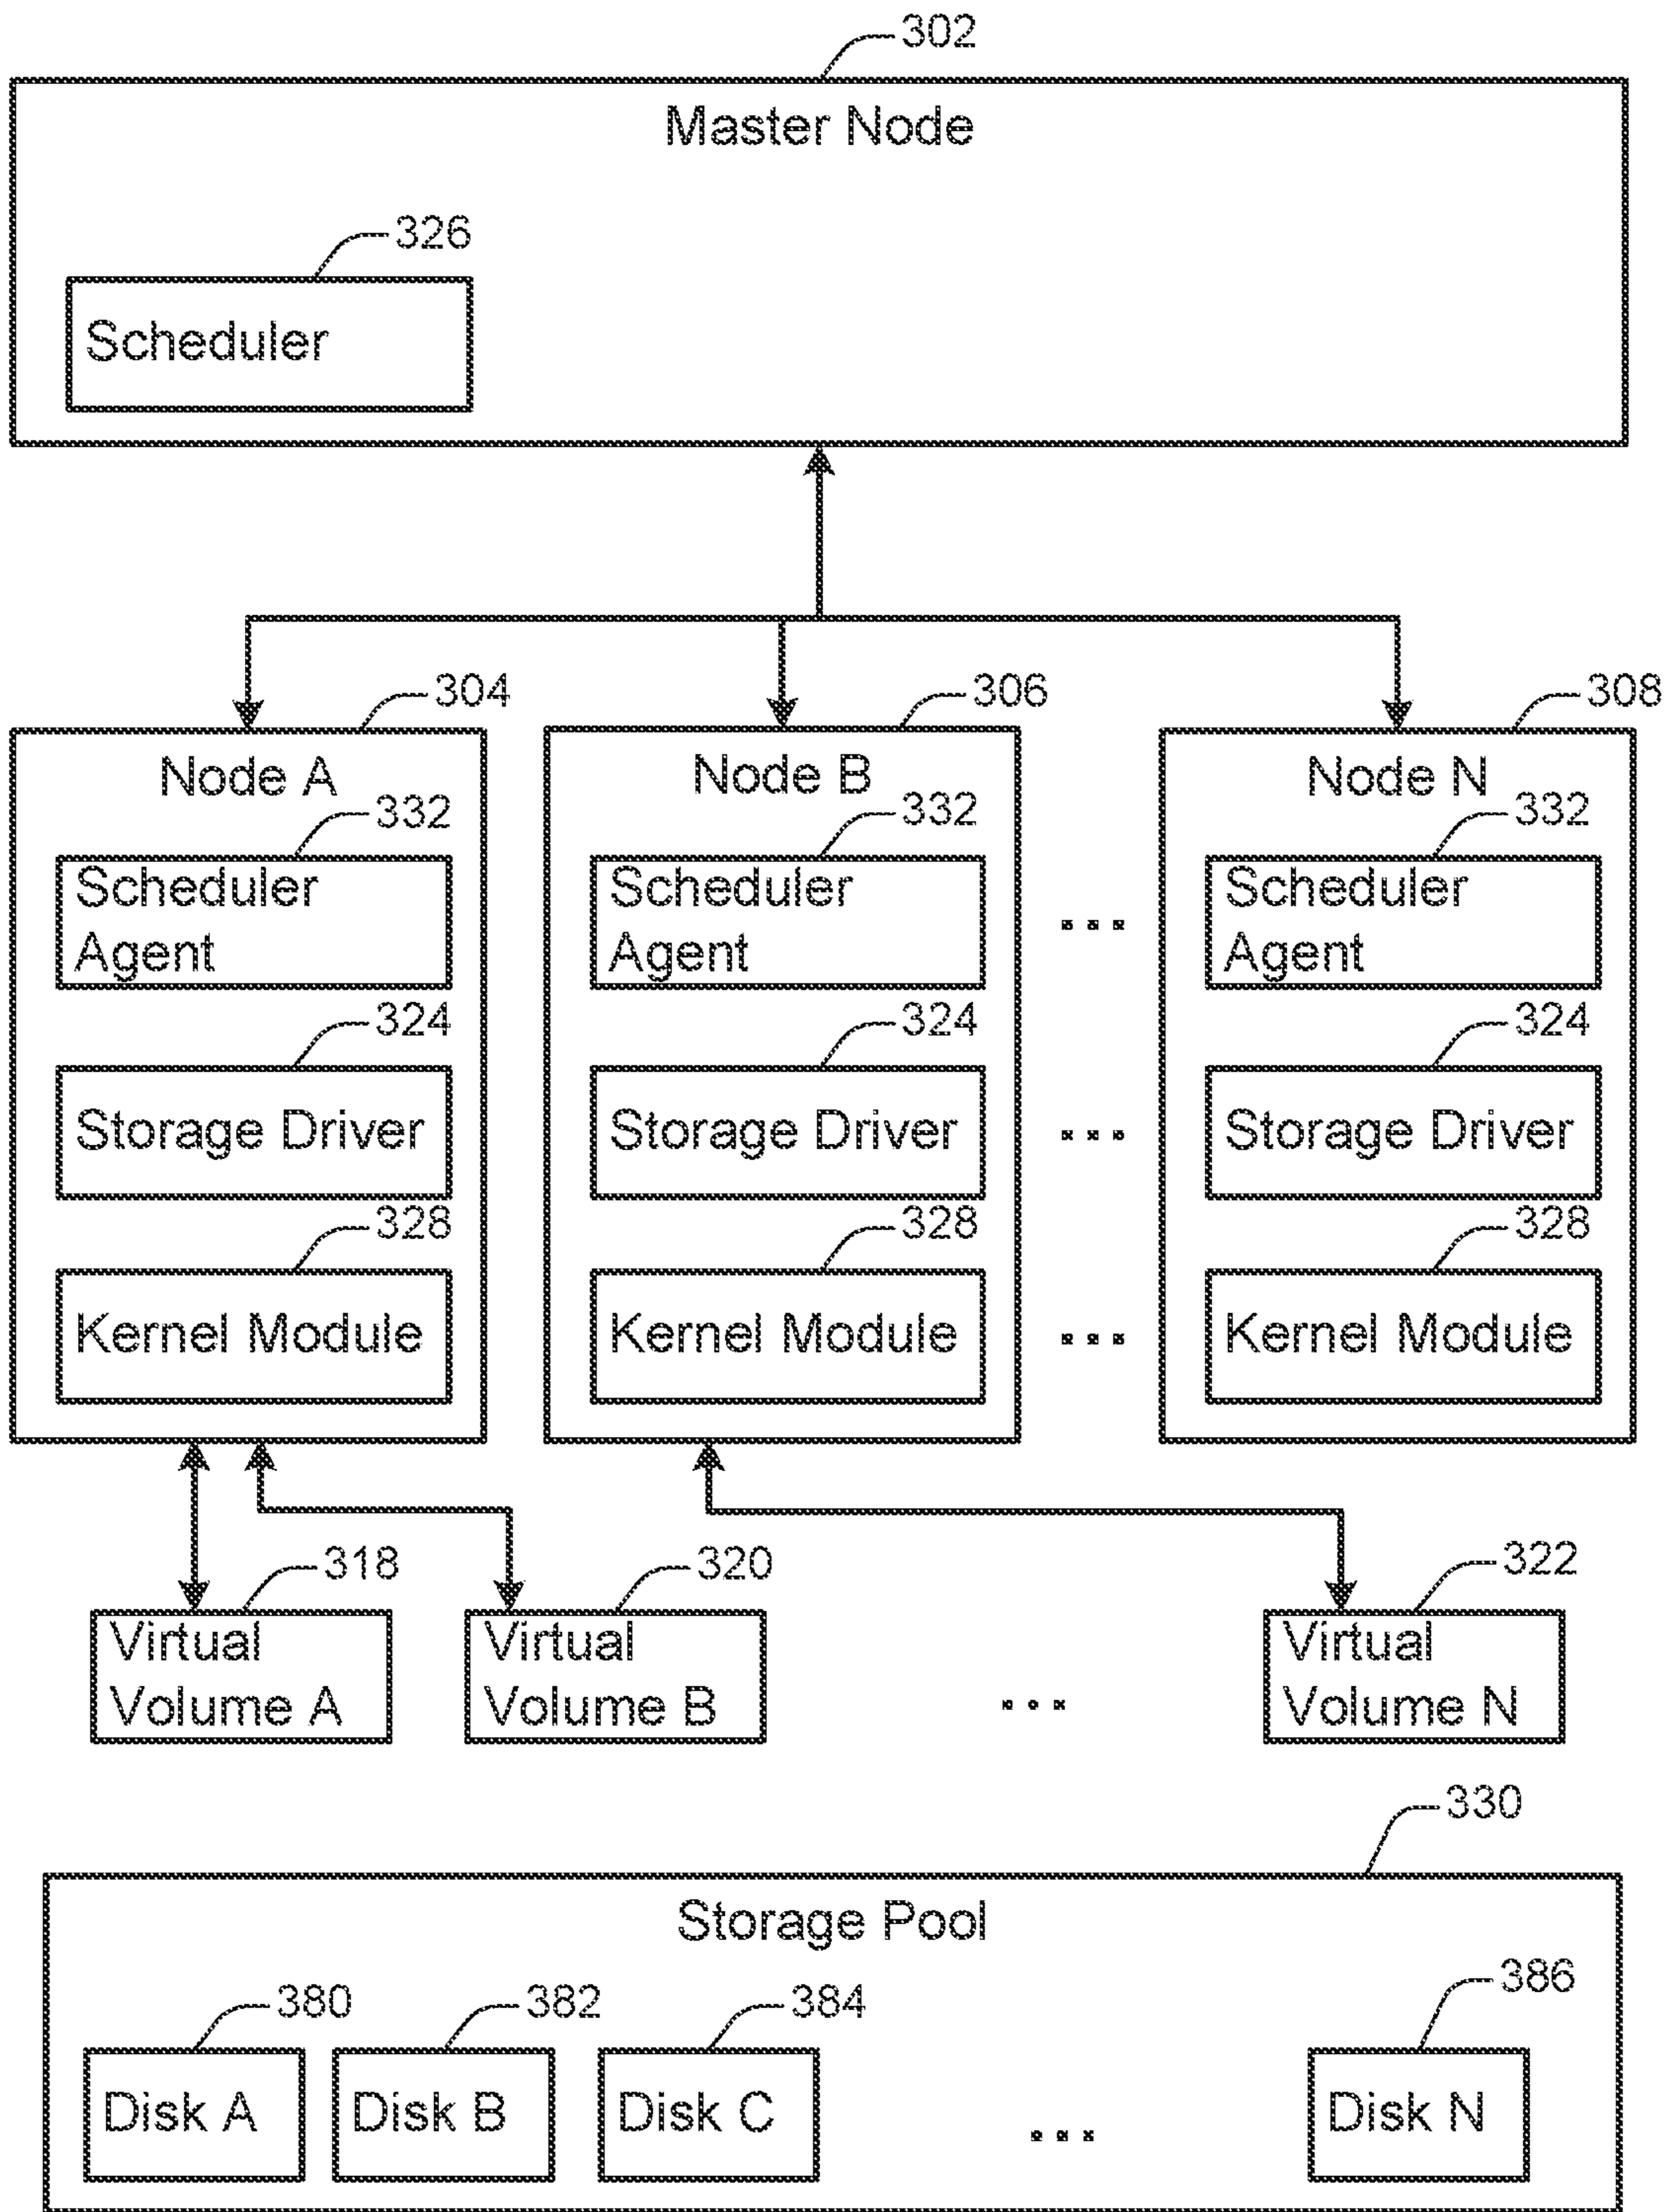 302
Master Node
326
Scheduler
304
306
308
Node A
Node B
Node N
332
332
332
Scheduler
Agent
Scheduler
Agent
...
Scheduler
Agent
324
324
324
Storage Driver
Storage Driver
...
Storage Driver
328
328
328
Kernel Module
Kernel Module
...
Kernel Module
318
320
322
Virtual
Volume A
Virtual
Volume B
...
Virtual
Volume N
330
Storage Pool
380
382
384
386
Disk A
Disk B
Disk C
...
Disk N